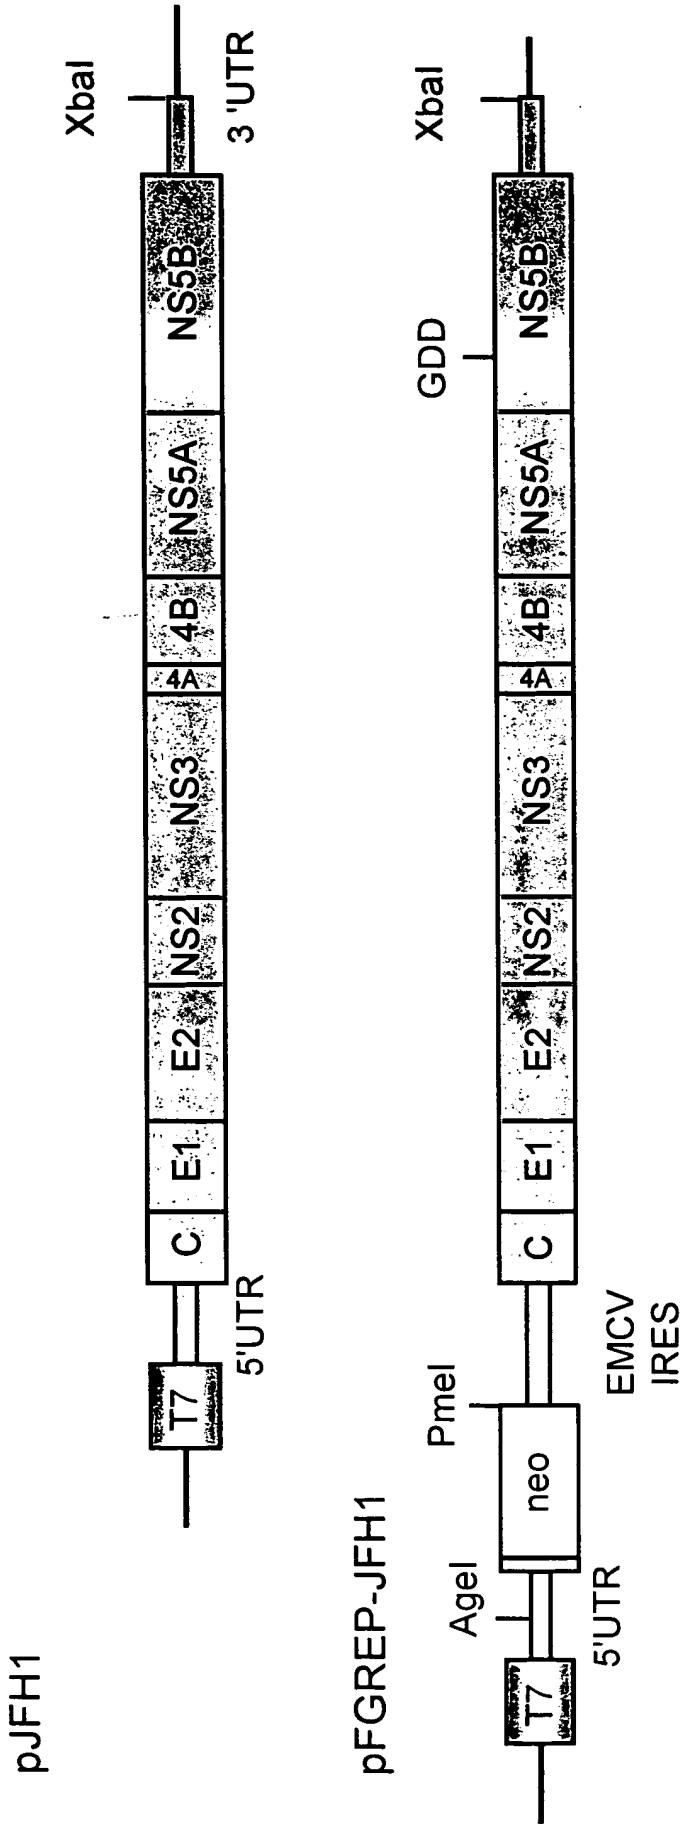 pJFH1
XbaI
T7
C
E1
E2
NS2
NS3
4A
4B
NS5A
NS5B
5'UTR
3 'UTR
pFGREP-JFH1
AgeI
PmeI
GDD
XbaI
T7
neo
C
E1
E2
NS2
NS3
4A
4B
NS5A
NS5B
5'UTR
EMCV
IRES